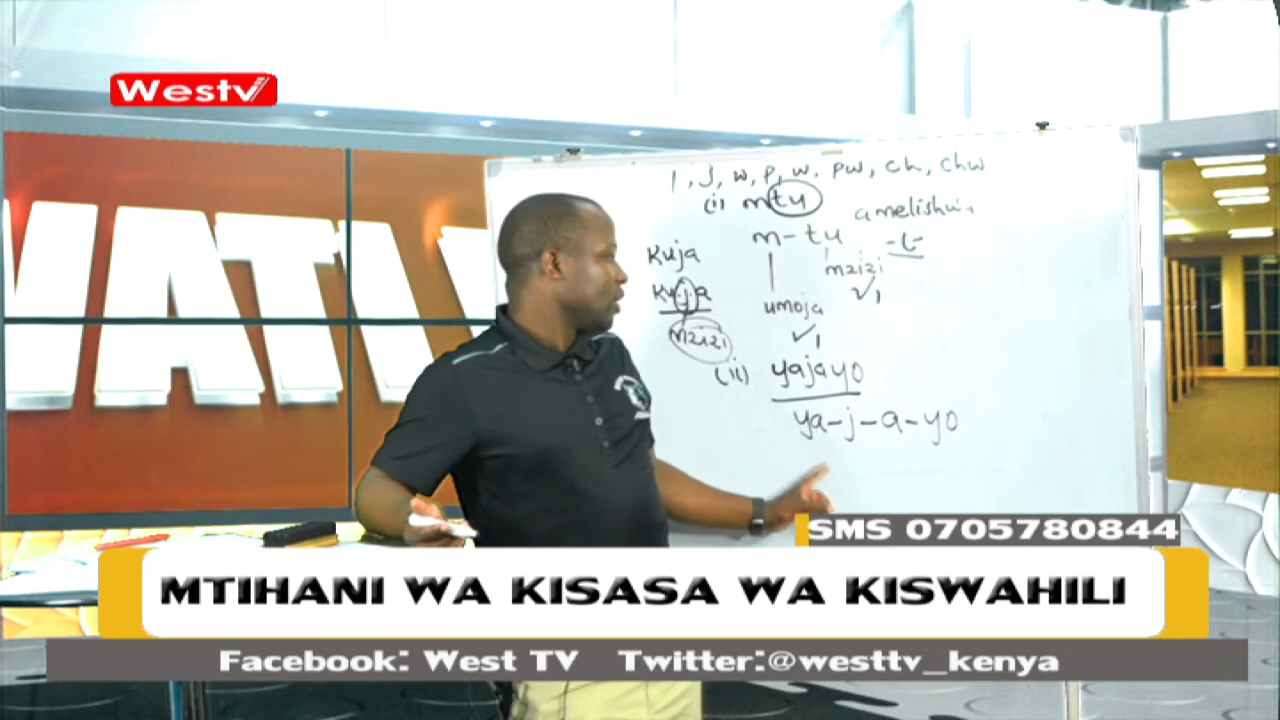 Westv
VATIV
l, j, w, p, w, pw, ch, chw
(i) mtu
amelishwa
m-tu
-l-
kuja
mzizi
kuja
umoja
mzizi
(ii) yajayo
ya-j-a-yo
SMS 0705780844
MTIHANI WA KISASA WA KISWAHILI
Facebook: West TV Twitter:@westtv_kenya